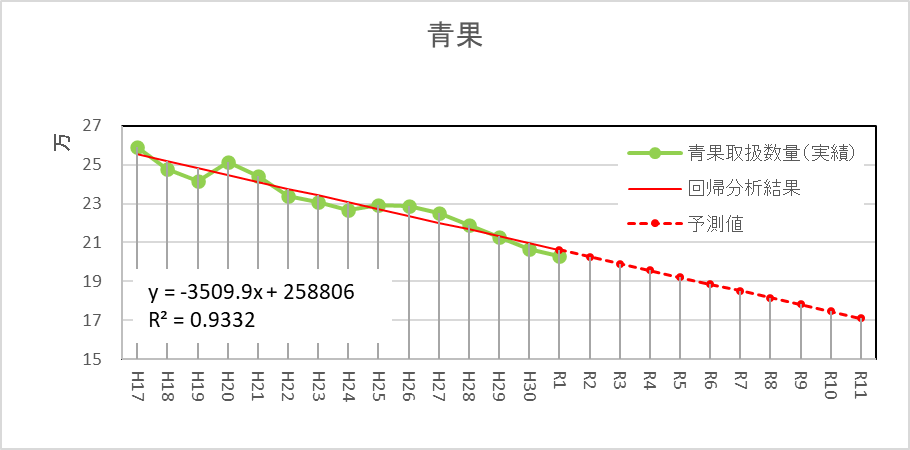 青果
万
27
25
23
21
19
17
15
青果取扱数量(実績)
回帰分析結果
予測値
y = -3509.9x + 258806
R² = 0.9332
H17
H18
H19
H20
H21
H22
H23
H24
H25
H26
H27
H28
H29
H30
R1
R2
R3
R4
R5
R6
R7
R8
R9
R10
R11